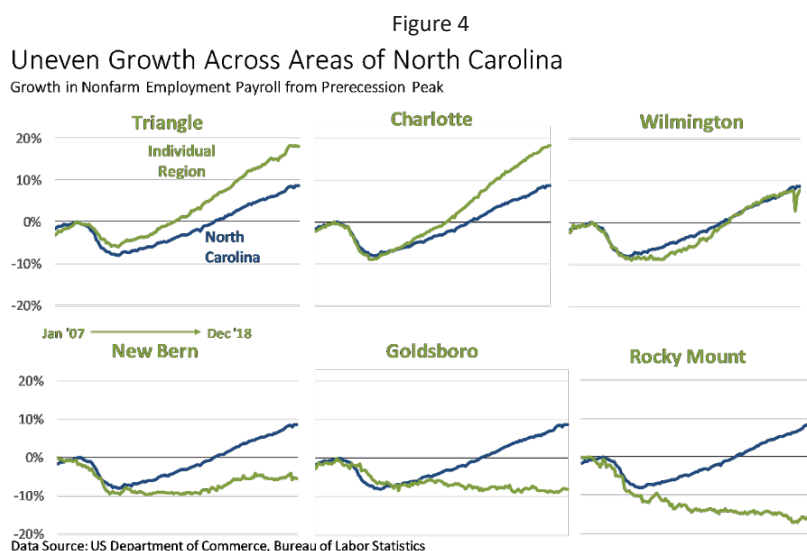 Figure 4
Uneven Growth Across Areas of North Carolina
Growth in Nonfarm Employment Payroll from Prerecession Peak
Triangle
Charlotte
Wilmington
20%
10%
0%
-10%
-20%
Individual
Region
North
Carolina
Jan '07
Dec '18
New Bern
Goldsboro
Rocky Mount
20%
10%
0%
-10%
-20%
Data Source: US Department of Commerce, Bureau of Labor Statistics